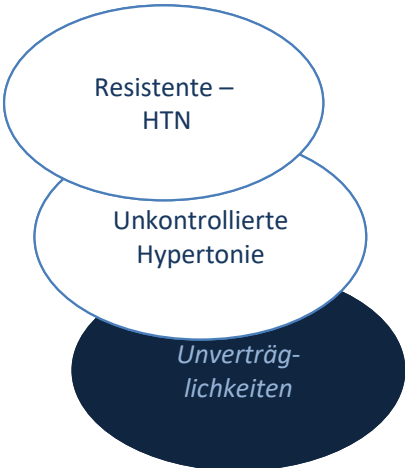 Resistente –
HTN
Unkontrollierte
Hypertonie
Unverträg-
lichkeiten